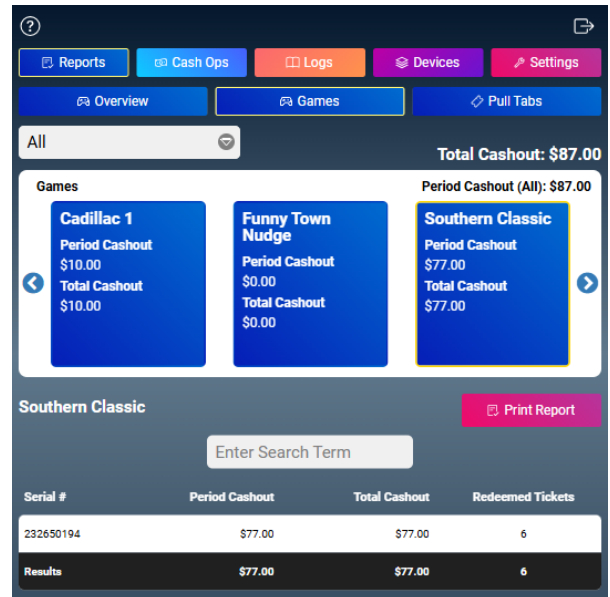 ?
Reports Cash Ops Logs Devices Settings
Overview Games Pull Tabs
All
Total Cashout: $87.00
Games Period Cashout (All): $87.00
Cadillac 1
Period Cashout
$10.00
Total Cashout
$10.00
Funny Town
Nudge
Period Cashout
$0.00
Total Cashout
$0.00
Southern Classic
Period Cashout
$77.00
Total Cashout
$77.00
Southern Classic
Print Report
Enter Search Term
Serial # Period Cashout Total Cashout Redeemed Tickets
232650194 $77.00 $77.00 6
Results $77.00 $77.00 6